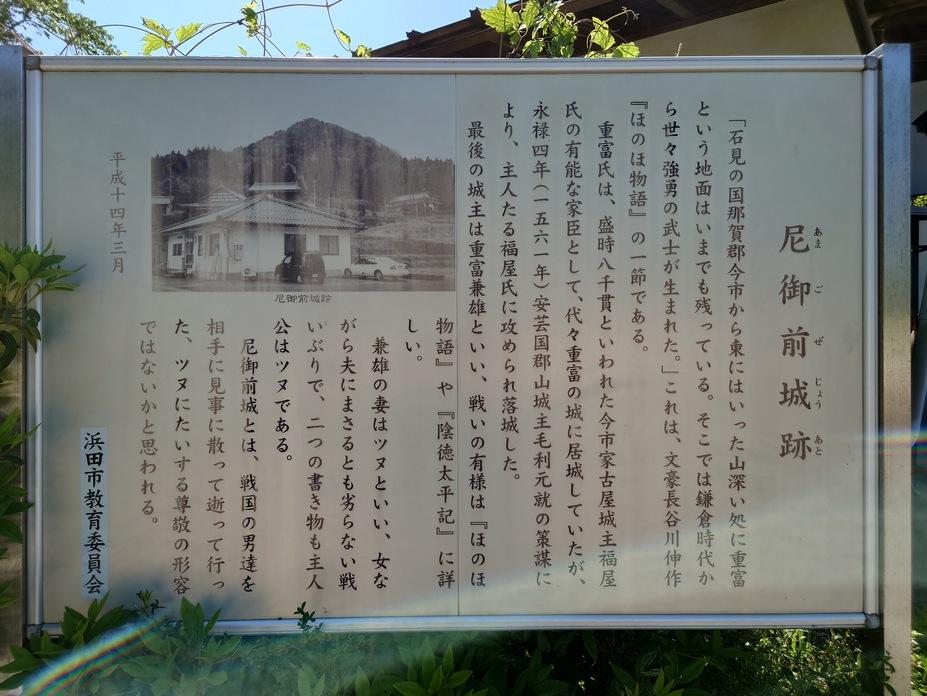 尼御前城跡
あまごぜじょうあと
「石見の国那賀郡今市から東にはいった山深い処に重富
という地面はいまでも残っている。そこでは鎌倉時代か
ら世々強勇の武士が生まれた。」これは、文豪長谷川伸作
『ほのほ物語』の一節である。
重富氏は、盛時八千貫といわれた今市家古屋城主福屋
氏の有能な家臣として、代々重富の城に居城していたが、
永禄四年(一五六一年)安芸国郡山城主毛利元就の策謀に
より、主人たる福屋氏に攻められ落城した。
最後の城主は重富兼雄といい、戦いの有様は『ほのほ
物語』や『陰徳太平記』に詳
しい。
兼雄の妻はツヌといい、女な
がら夫にまさるとも劣らない戦
いぶりで、二つの書き物も主人
公はツヌである。
尼御前城とは、戦国の男達を
相手に見事に散って逝って行っ
た、ツヌにたいする尊敬の形容
ではないかと思われる。
尼御前城跡
平成十四年三月
浜田市教育委員会